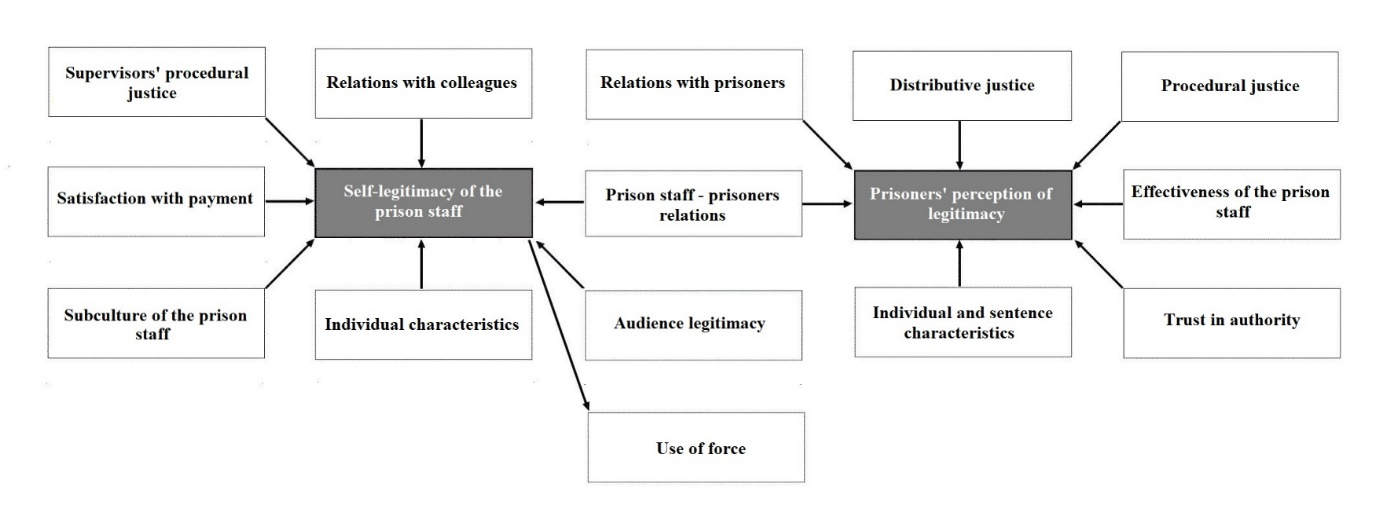 Supervisors' procedural
justice
Relations with colleagues
Relations with prisoners
Distributive justice
Procedural justice
Satisfaction with payment
Self-legitimacy of the
prison staff
Prison staff - prisoners
relations
Prisoners' perception of
legitimacy
Effectiveness of the prison
staff
Subculture of the prison
staff
Individual characteristics
Audience legitimacy
Individual and sentence
characteristics
Trust in authority
Use of force